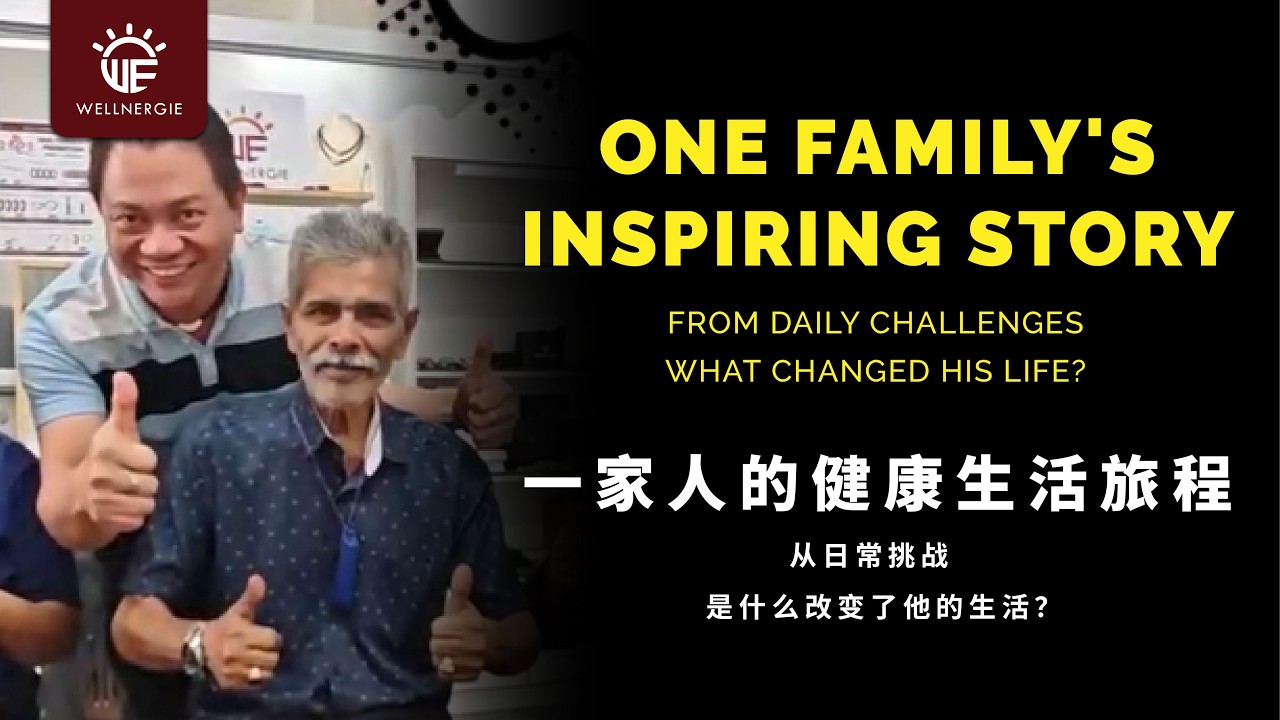 WELLNERGIE
ONE FAMILY'S
INSPIRING STORY
FROM DAILY CHALLENGES
WHAT CHANGED HIS LIFE?
一家人的健康生活旅程
从日常挑战
是什么改变了他的生活？